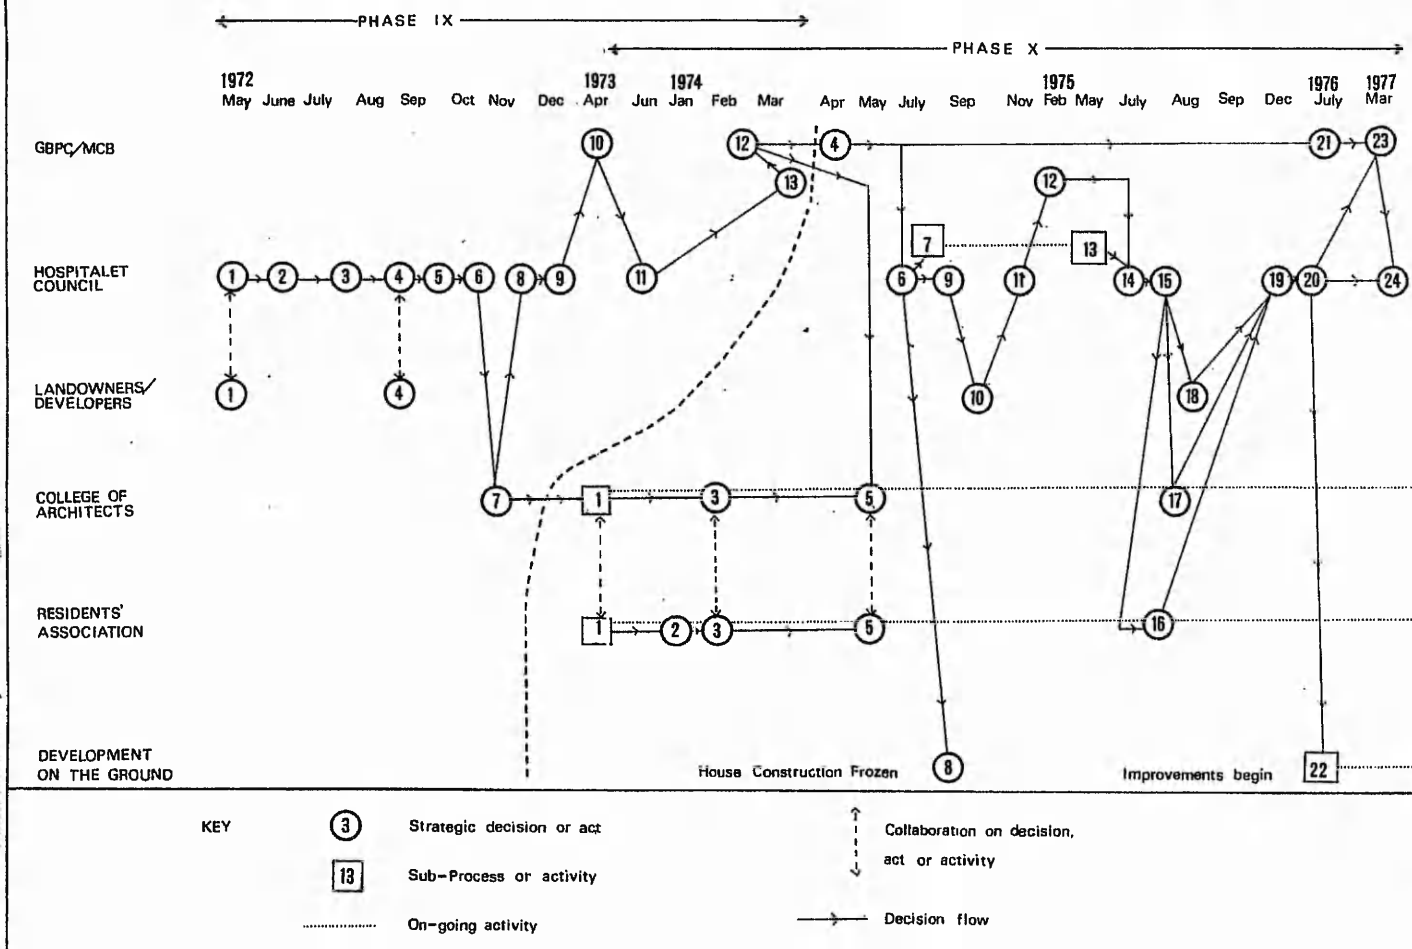 PHASE IX
PHASE X
1972 1973 1974 1975 1976 1977
May June July Aug Sep Oct Nov Dec Apr Jun Jan Feb Mar Apr May July Sep Nov Feb May July Aug Sep Dec July Mar
GBPC/MCB
10 12 4 21 23
13 12
7 13
HOSPITALET
COUNCIL
1 2 3 4 5 6 8 9 11 6 9 11 14 15 19 20 24
LANDOWNERS/
DEVELOPERS
1 4 10 18
COLLEGE OF
ARCHITECTS
7 1 3 5 17
RESIDENTS'
ASSOCIATION
1 2 3 5 16
DEVELOPMENT
ON THE GROUND
House Construction Frozen 8 Improvements begin 22
KEY
3 Strategic decision or act
13 Sub-Process or activity
On-going activity
Collaboration on decision,
act or activity
Decision flow